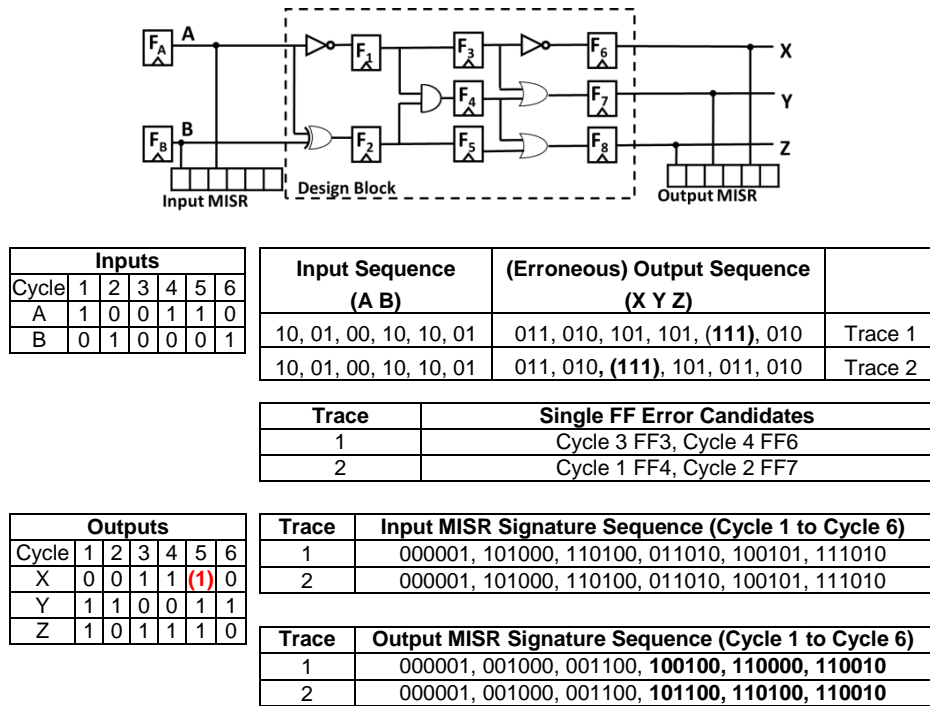 F_A A F_1 F_3 F_6 X
F_4 F_7 Y
F_B B F_2 F_5 F_8 Z
Input MISR Design Block Output MISR
Inputs
Cycle 1 2 3 4 5 6
A 1 0 0 1 1 0
B 0 1 0 0 0 1
Input Sequence (Erroneous) Output Sequence
(A B) (X Y Z)
10, 01, 00, 10, 10, 01 011, 010, 101, 101, (111), 010 Trace 1
10, 01, 00, 10, 10, 01 011, 010, (111), 101, 011, 010 Trace 2
Trace Single FF Error Candidates
1 Cycle 3 FF3, Cycle 4 FF6
2 Cycle 1 FF4, Cycle 2 FF7
Outputs
Cycle 1 2 3 4 5 6
X 0 0 1 1 (1) 0
Y 1 1 0 0 1 1
Z 1 0 1 1 1 0
Trace Input MISR Signature Sequence (Cycle 1 to Cycle 6)
1 000001, 101000, 110100, 011010, 100101, 111010
2 000001, 101000, 110100, 011010, 100101, 111010
Trace Output MISR Signature Sequence (Cycle 1 to Cycle 6)
1 000001, 001000, 001100, 100100, 110000, 110010
2 000001, 001000, 001100, 101100, 110100, 110010